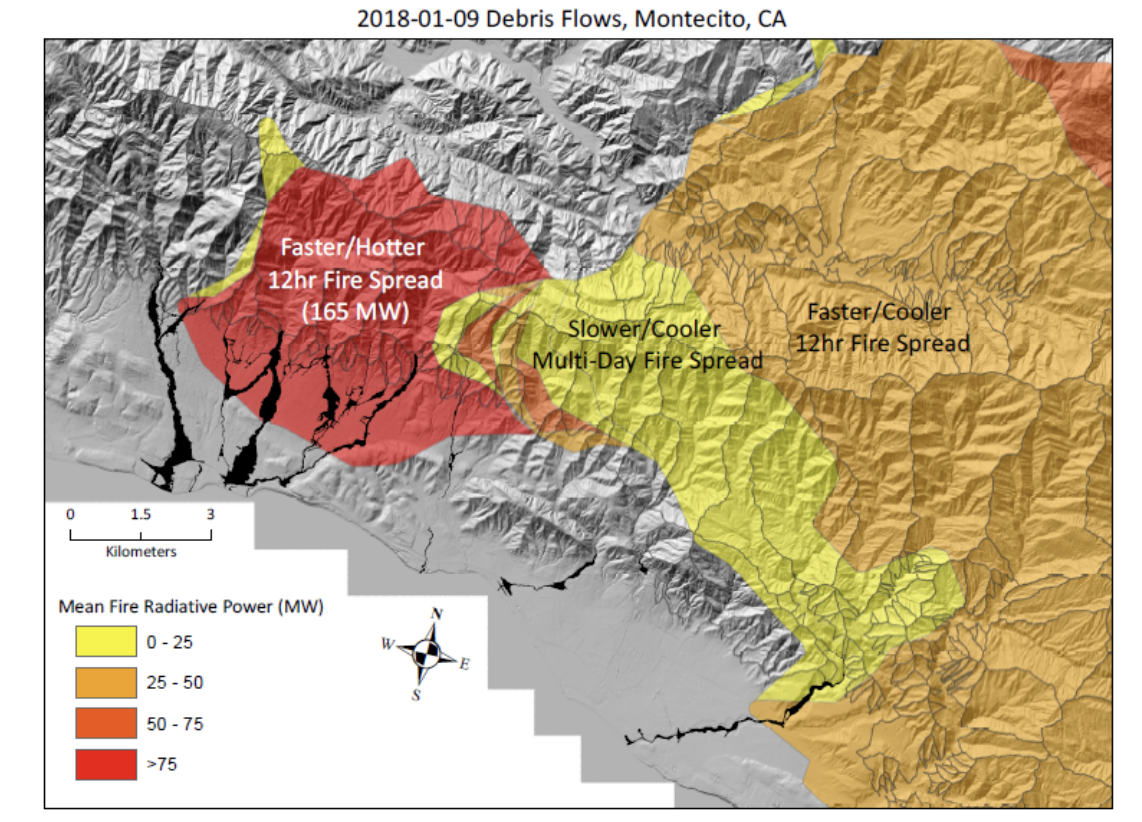 2018-01-09 Debris Flows, Montecito, CA
Faster/Hotter
12hr Fire Spread
(165 MW)
Slower/Cooler
Multi-Day Fire Spread
Faster/Cooler
12hr Fire Spread
0 1.5 3
Kilometers
Mean Fire Radiative Power (MW)
0 - 25
25 - 50
50 - 75
>75
N
W E
S